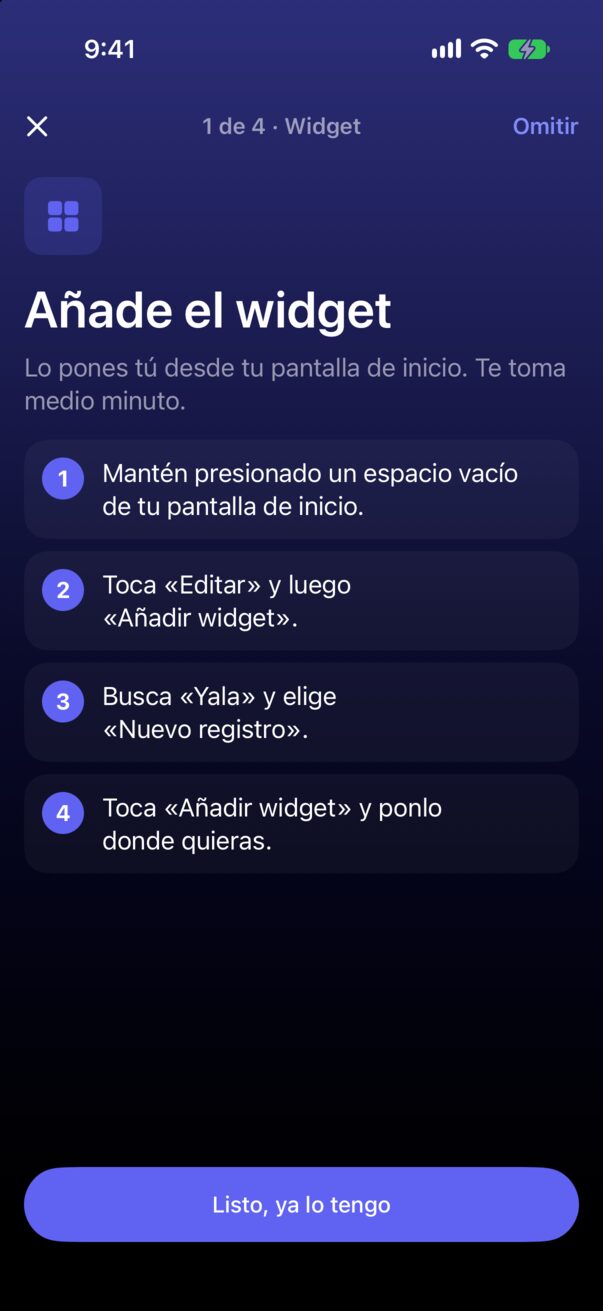 9:41
1 de 4 · Widget
Omitir
Añade el widget
Lo pones tú desde tu pantalla de inicio. Te toma
medio minuto.
1
Mantén presionado un espacio vacío
de tu pantalla de inicio.
2
Toca «Editar» y luego
«Añadir widget».
3
Busca «Yala» y elige
«Nuevo registro».
4
Toca «Añadir widget» y ponlo
donde quieras.
Listo, ya lo tengo